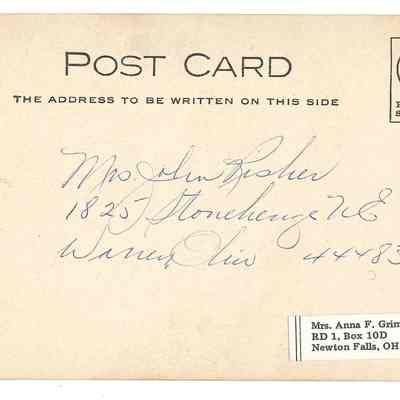 POST CARD
THE ADDRESS TO BE WRITTEN ON THIS SIDE
Mrs. John Risher
1825 Stonehenge NE
Warren, Ohio 44483
Mrs. Anna F. Grim
RD 1, Box 10D
Newton Falls, OH